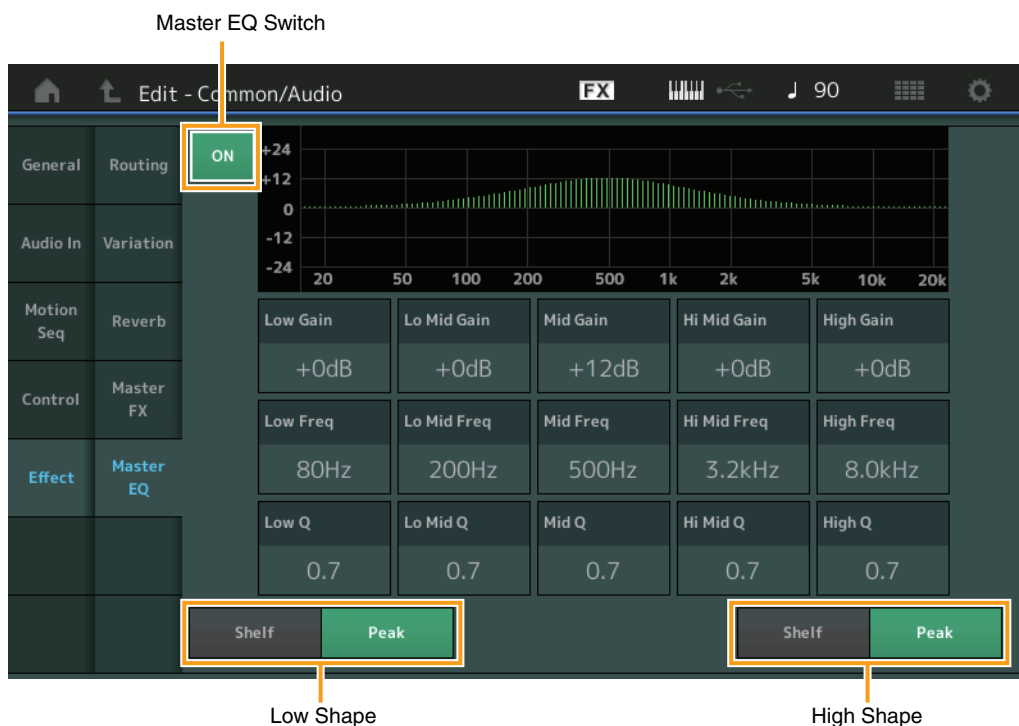 Master EQ Switch
Edit - Common/Audio
FX
90
General
Routing
ON
Audio In
Variation
Motion
Seq
Reverb
Control
Master
FX
Effect
Master
EQ
+24
+12
0
-12
-24
20 50 100 200 500 1k 2k 5k 10k 20k
Low Gain Lo Mid Gain Mid Gain Hi Mid Gain High Gain
+0dB +0dB +12dB +0dB +0dB
Low Freq Lo Mid Freq Mid Freq Hi Mid Freq High Freq
80Hz 200Hz 500Hz 3.2kHz 8.0kHz
Low Q Lo Mid Q Mid Q Hi Mid Q High Q
0.7 0.7 0.7 0.7 0.7
Shelf Peak Shelf Peak
Low Shape High Shape